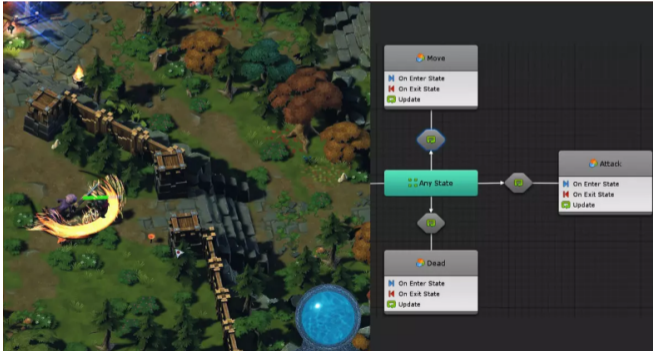 Move
On Enter State
On Exit State
Update
Attack
Any State
On Enter State
On Exit State
Update
Dead
On Enter State
On Exit State
Update